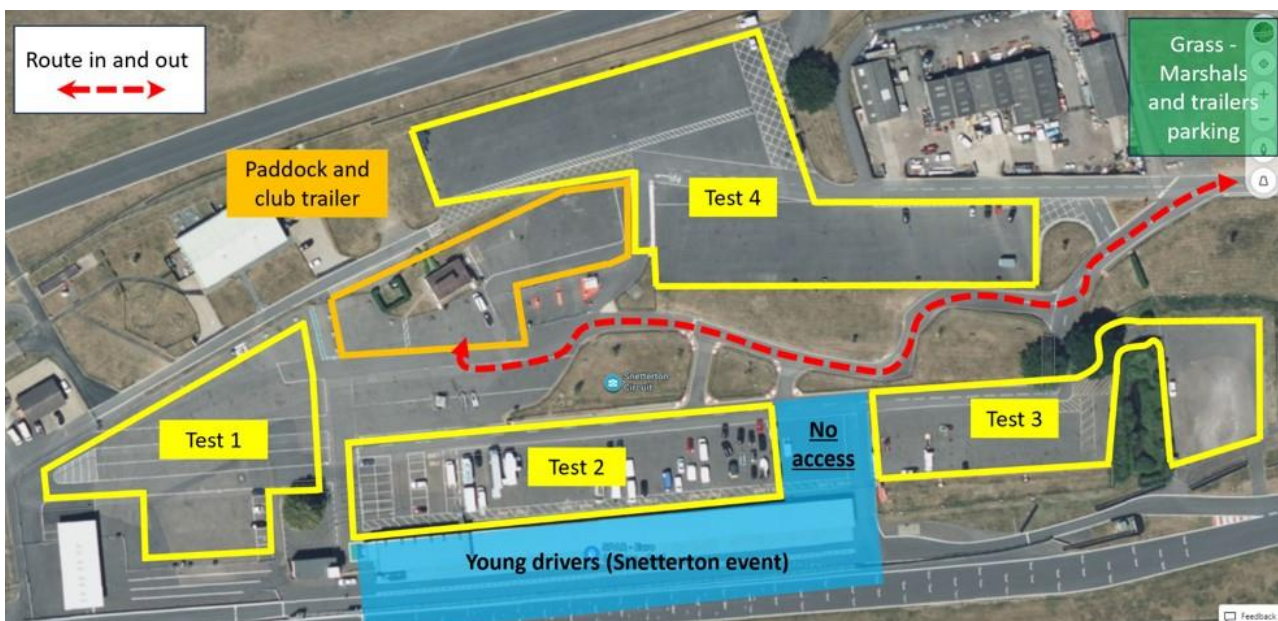 Route in and out
Grass -
Marshals
and trailers
parking
Paddock and
club trailer
Test 4
Snetterton
Circuit
Test 1
Test 2
No
access
Test 3
Young drivers (Snetterton event)
Feedback